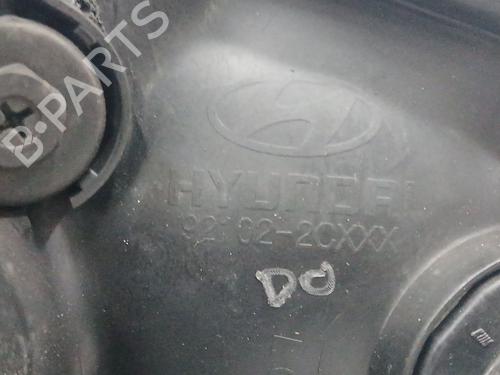 B-PARTS
HYUNDAI
92102-2CXXX
DO